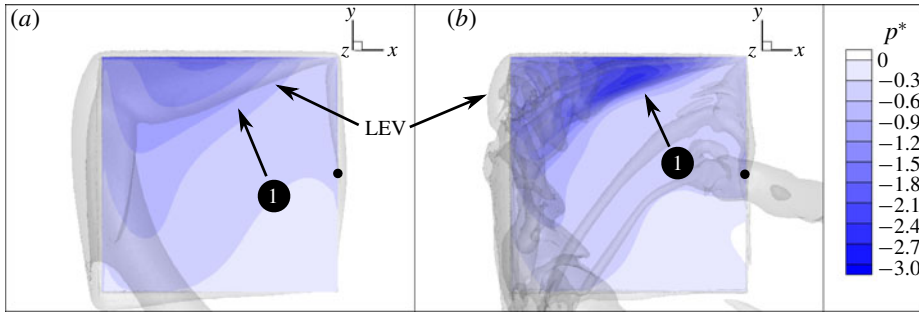 (a)
y
z x
LEV
1
(b)
y
z x
1
p*
0
−0.3
−0.6
−0.9
−1.2
−1.5
−1.8
−2.1
−2.4
−2.7
−3.0